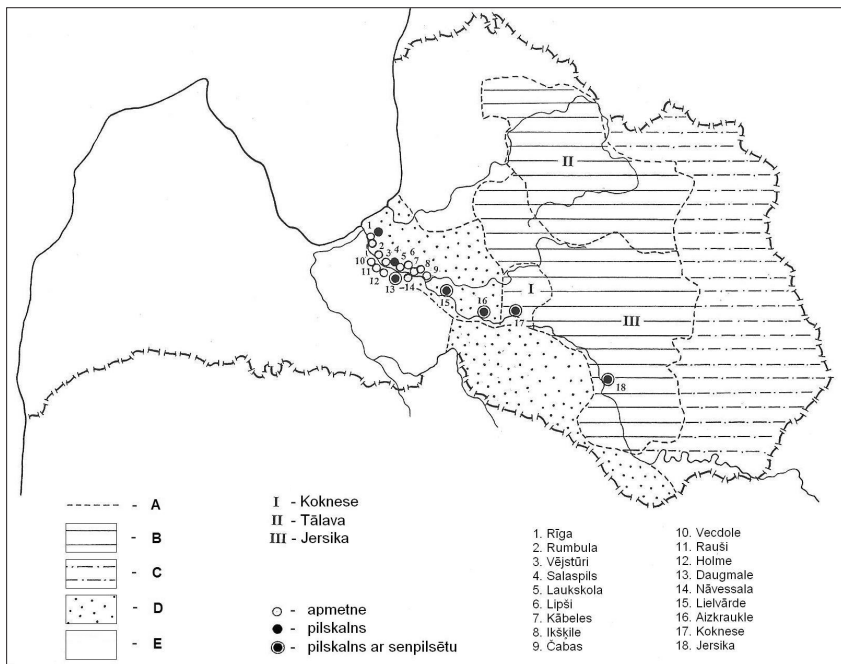 II
I
III
1
2
3
4
5
6
7
8
9
10
11
12
13
14
15
16
17
18
- A
- B
- C
- D
- E
I - Koknese
II - Tālava
III - Jersika
- apmetne
- pilskalns
- pilskalns ar senpilsētu
1. Rīga
2. Rumbula
3. Vējstūri
4. Salaspils
5. Laukskola
6. Lipši
7. Kābeles
8. Ikšķile
9. Čabas
10. Vecdole
11. Rauši
12. Holme
13. Daugmale
14. Nāvessala
15. Lielvārde
16. Aizkraukle
17. Koknese
18. Jersika